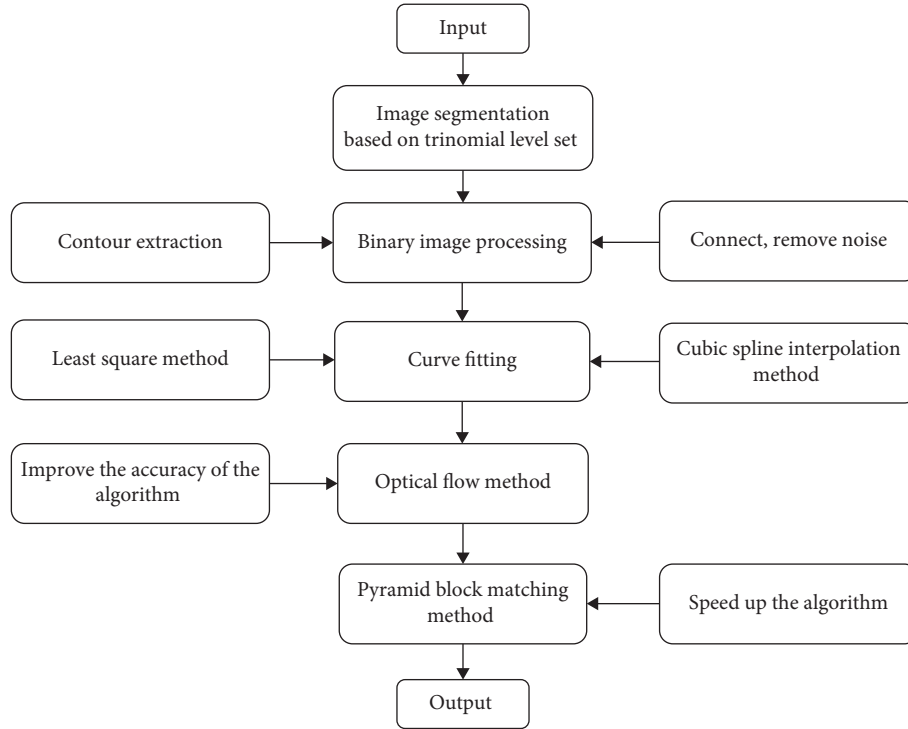 Input
Image segmentation
based on trinomial level set
Contour extraction
Binary image processing
Connect, remove noise
Least square method
Curve fitting
Cubic spline interpolation
method
Improve the accuracy of the
algorithm
Optical flow method
Pyramid block matching
method
Speed up the algorithm
Output